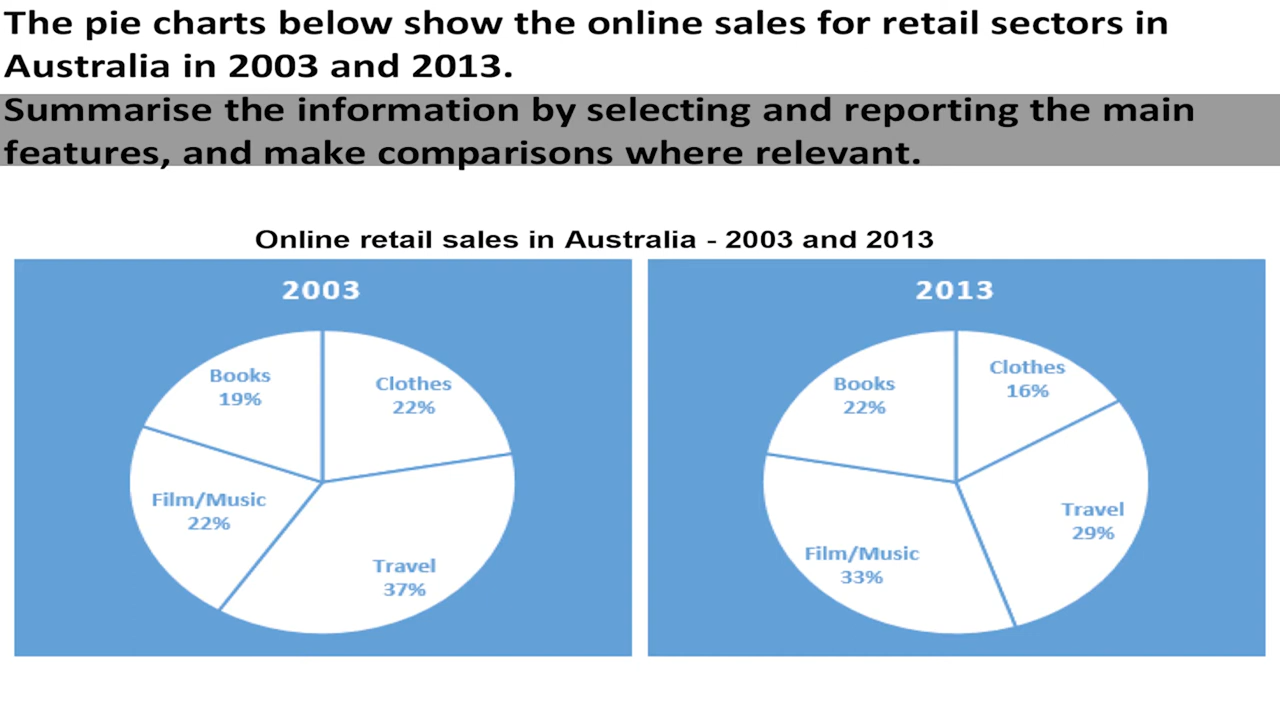 The pie charts below show the online sales for retail sectors in
Australia in 2003 and 2013.
Summarise the information by selecting and reporting the main
features, and make comparisons where relevant.
Online retail sales in Australia - 2003 and 2013
2003
Books
19%
Clothes
22%
Film/Music
22%
Travel
37%
2013
Clothes
16%
Books
22%
Travel
29%
Film/Music
33%